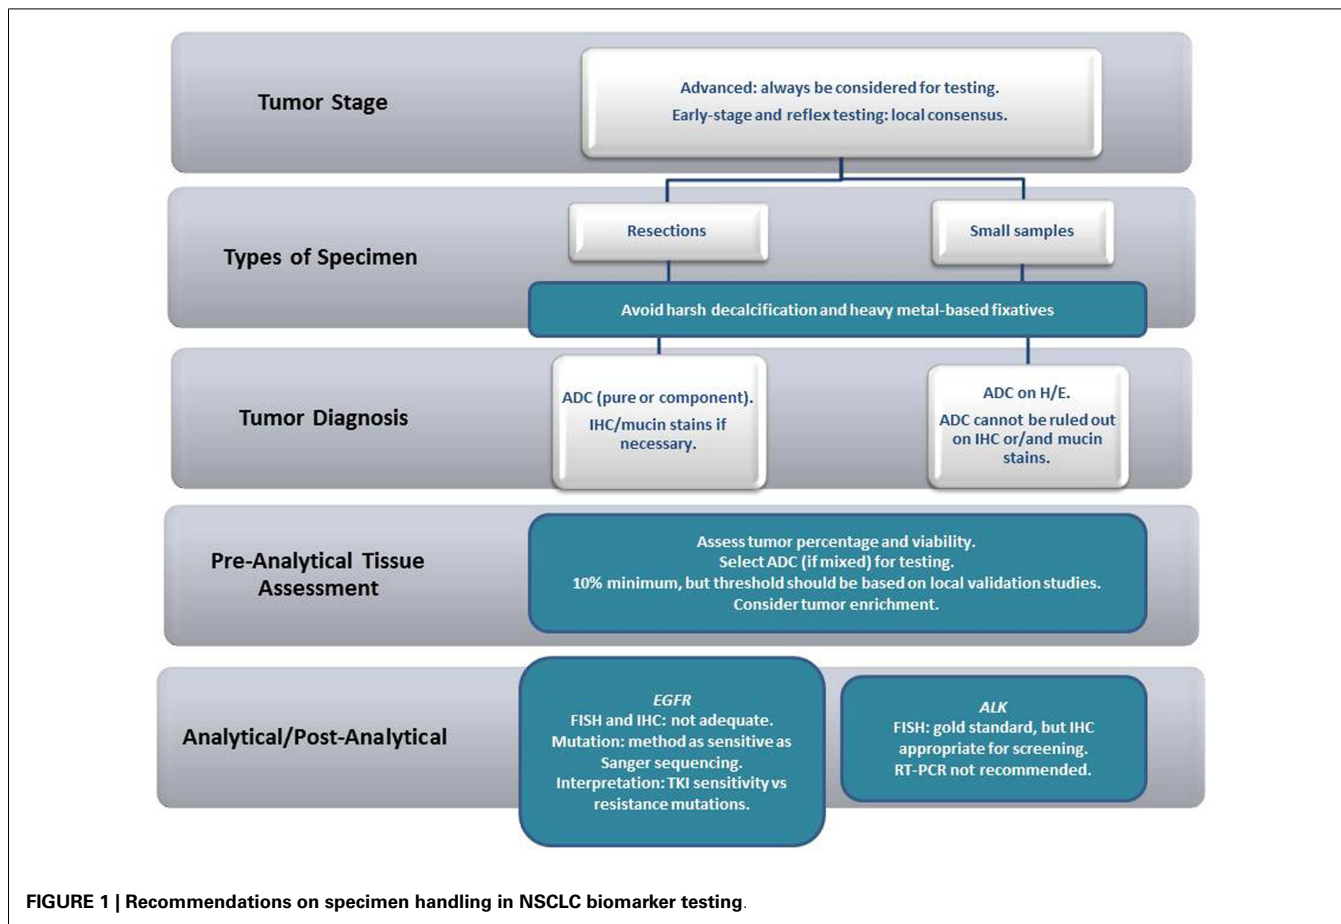 Tumor Stage
Advanced: always be considered for testing.
Early-stage and reflex testing: local consensus.
Types of Specimen
Resections
Small samples
Avoid harsh decalcification and heavy metal-based fixatives
Tumor Diagnosis
ADC (pure or component).
IHC/mucin stains if
necessary.
ADC on H/E.
ADC cannot be ruled out
on IHC or/and mucin
stains.
Pre-Analytical Tissue
Assessment
Assess tumor percentage and viability.
Select ADC (if mixed) for testing.
10% minimum, but threshold should be based on local validation studies.
Consider tumor enrichment.
Analytical/Post-Analytical
EGFR
FISH and IHC: not adequate.
Mutation: method as sensitive as
Sanger sequencing.
Interpretation: TKI sensitivity vs
resistance mutations.
ALK
FISH: gold standard, but IHC
appropriate for screening.
RT-PCR not recommended.
FIGURE 1 | Recommendations on specimen handling in NSCLC biomarker testing.